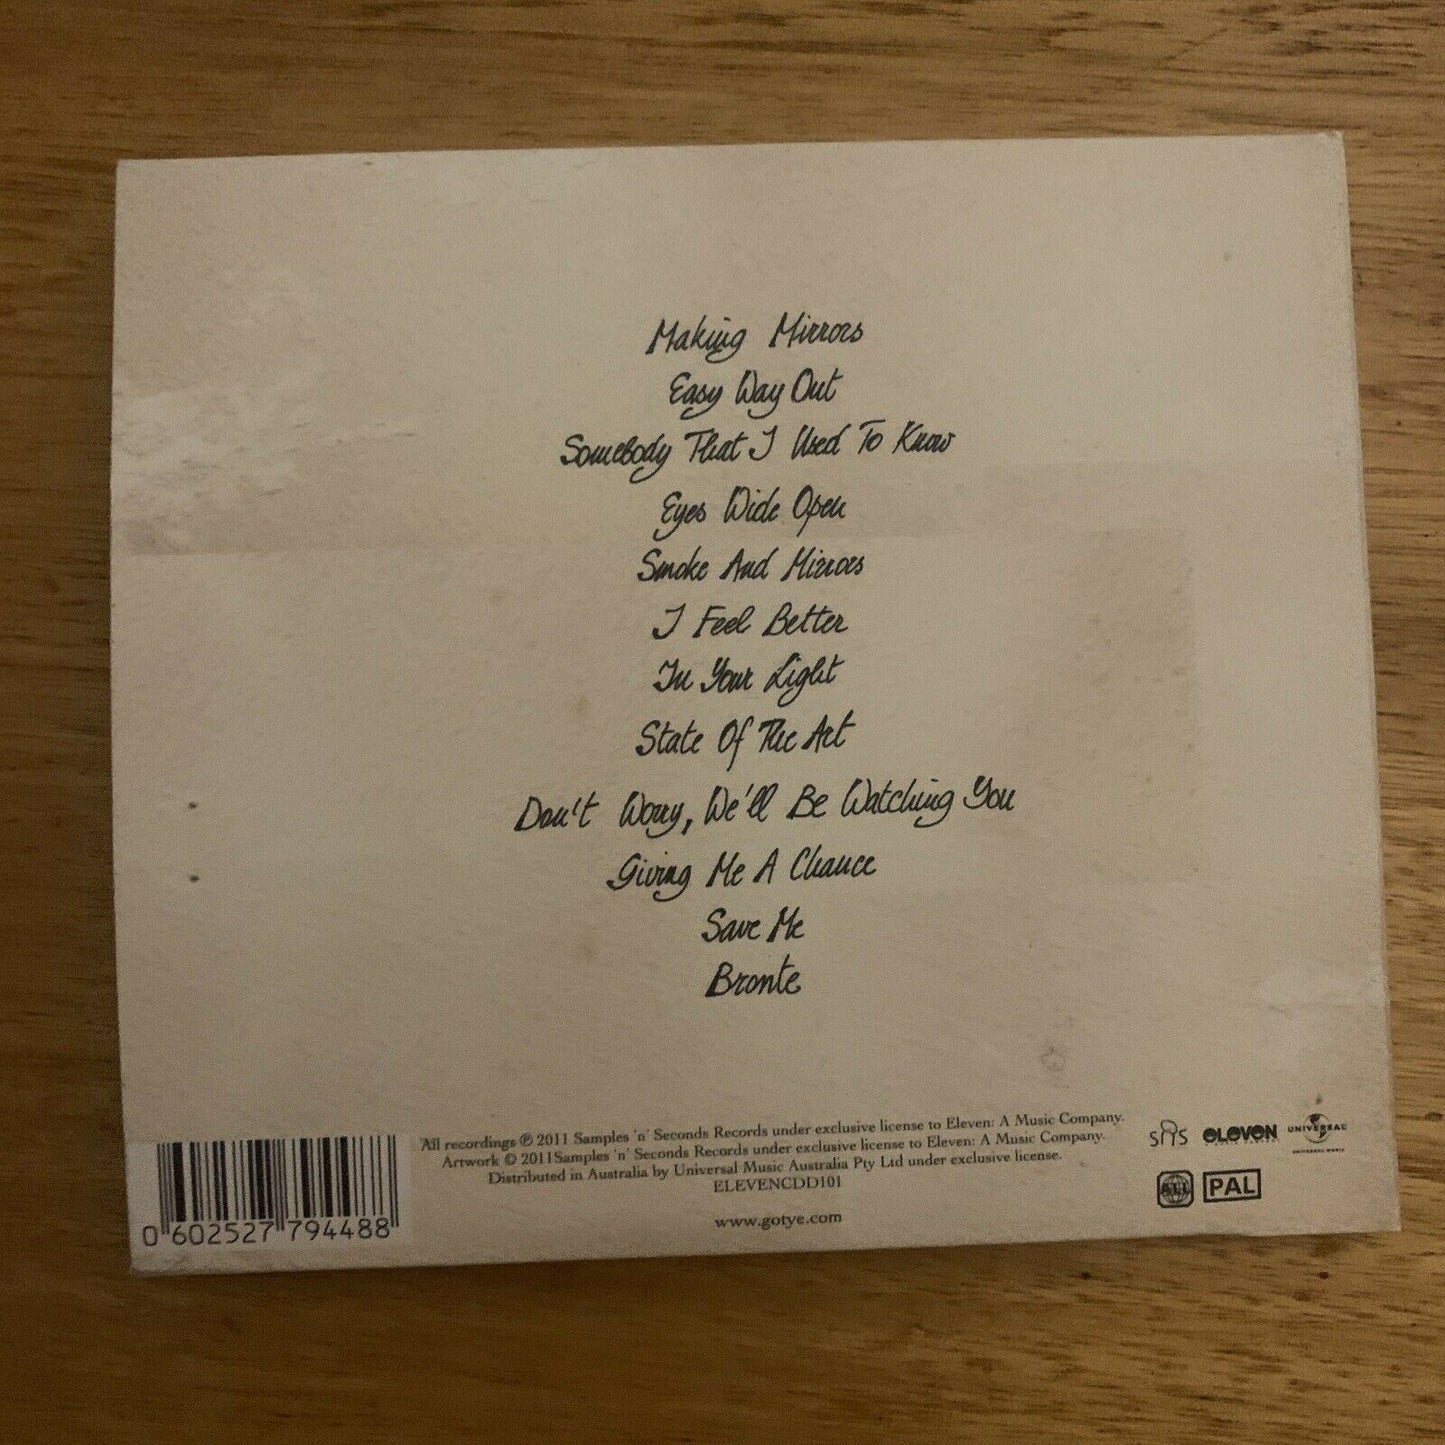 Making Mirrors
Easy Way Out
Somebody That I Used To Know
Eyes Wide Open
Smoke And Mirrors
I Feel Better
In Your Light
State Of The Art
Don't Worry, We'll Be Watching You
Giving Me A Chance
Save Me
Bronte
All recordings ℗ 2011 Samples 'n' Seconds Records under exclusive license to Eleven: A Music Company.
Artwork © 2011Samples 'n' Seconds Records under exclusive license to Eleven: A Music Company.
Distributed in Australia by Universal Music Australia Pty Ltd under exclusive license.
ELEVENCDD101
www.gotye.com
0 602527 794488
SNS eleven UNIVERSAL
ALL PAL